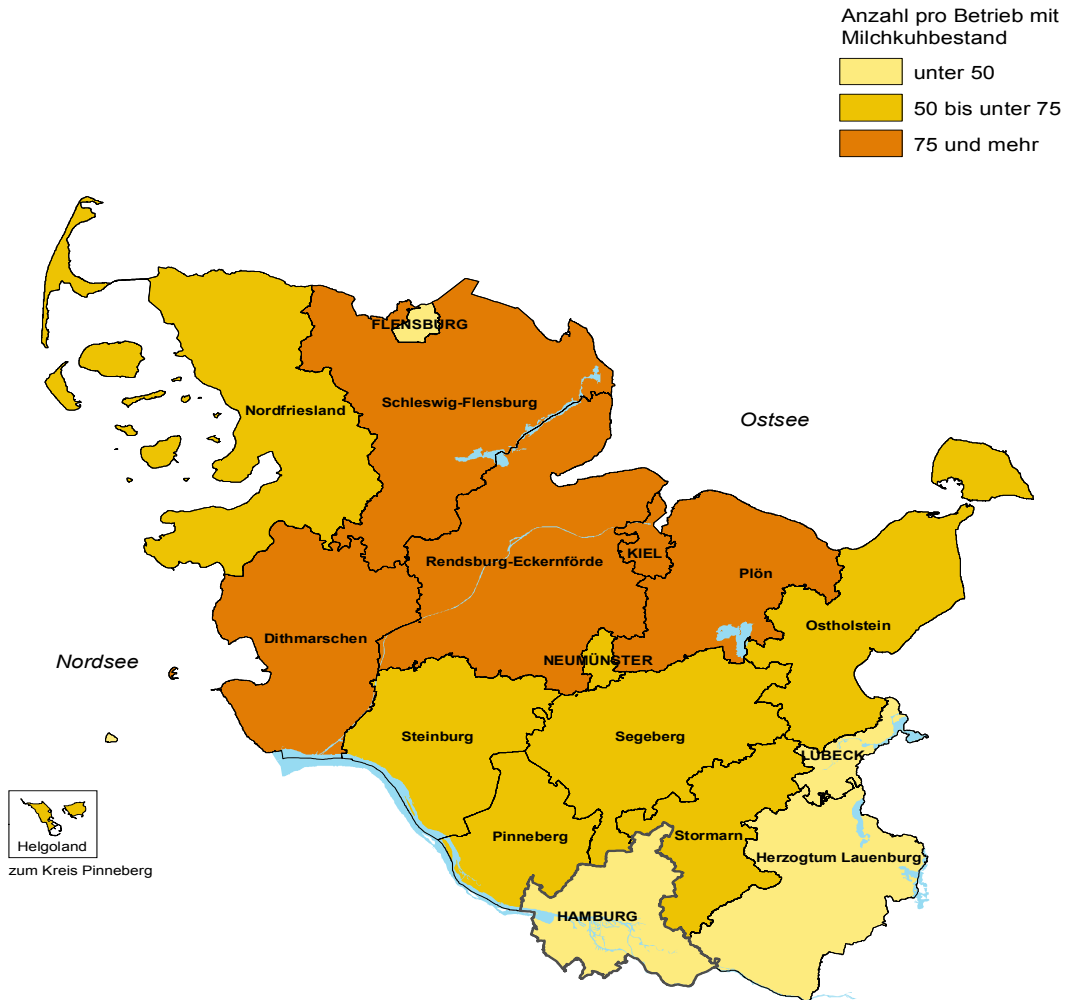 Anzahl pro Betrieb mit
Milchkuhbestand
unter 50
50 bis unter 75
75 und mehr
FLENSBURG
Nordfriesland
Schleswig-Flensburg
Ostsee
Rendsburg-Eckernförde
KIEL
Plön
Ostholstein
Dithmarschen
Nordsee
NEUMÜNSTER
Steinburg
Segeberg
LÜBECK
Pinneberg
Stormarn
Helgoland
zum Kreis Pinneberg
Herzogtum Lauenburg
HAMBURG